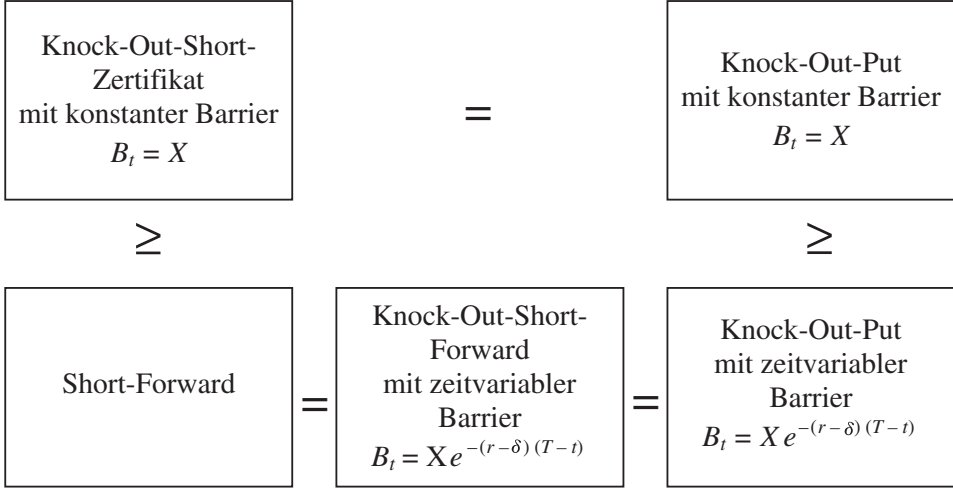 Knock-Out-Short-
Zertifikat
mit konstanter Barrier
B_t = X
=
Knock-Out-Put
mit konstanter Barrier
B_t = X
≥
≥
Short-Forward
=
Knock-Out-Short-
Forward
mit zeitvariabler
Barrier
B_t = Xe^{-(r-δ)(T-t)}
=
Knock-Out-Put
mit zeitvariabler
Barrier
B_t = Xe^{-(r-δ)(T-t)}